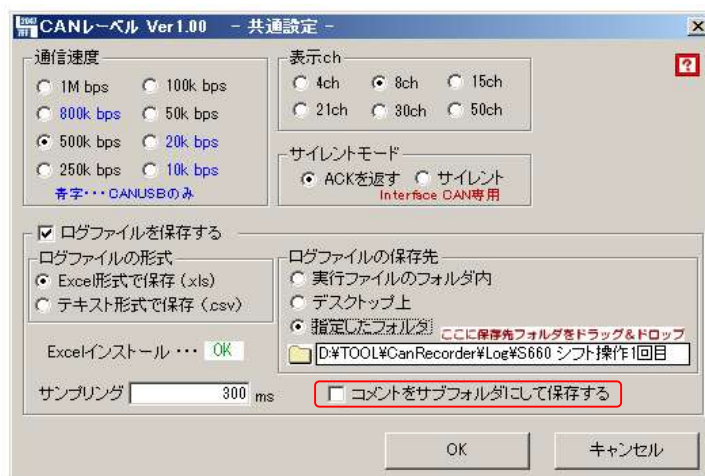 CANレーベル Ver1.00 - 共通設定 -
通信速度
1M bps 100k bps
800k bps 50k bps
500k bps 20k bps
250k bps 10k bps
青字・・・CANUSBのみ
表示ch
4ch 8ch 15ch
21ch 30ch 50ch
?
サイレントモード
ACKを返す サイレント
Interface CAN専用
ログファイルを保存する
ログファイルの形式
Excel形式で保存 (.xls)
テキスト形式で保存 (.csv)
Excelインストール ・・・ OK
ログファイルの保存先
実行ファイルのフォルダ内
デスクトップ上
指定したフォルダ ここに保存先フォルダをドラッグ&ドロップ
D:¥TOOL¥CanRecorder¥Log¥S660 シフト操作1回目
サンプリング 300 ms
コメントをサブフォルダにして保存する
OK キャンセル